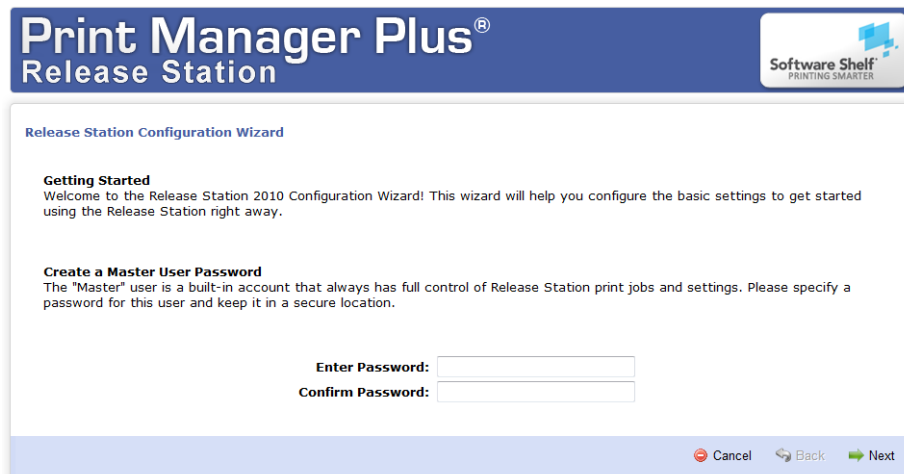 Print Manager Plus®
Release Station
Software Shelf
PRINTING SMARTER
Release Station Configuration Wizard
Getting Started
Welcome to the Release Station 2010 Configuration Wizard! This wizard will help you configure the basic settings to get started
using the Release Station right away.
Create a Master User Password
The "Master" user is a built-in account that always has full control of Release Station print jobs and settings. Please specify a
password for this user and keep it in a secure location.
Enter Password:
Confirm Password:
Cancel Back Next